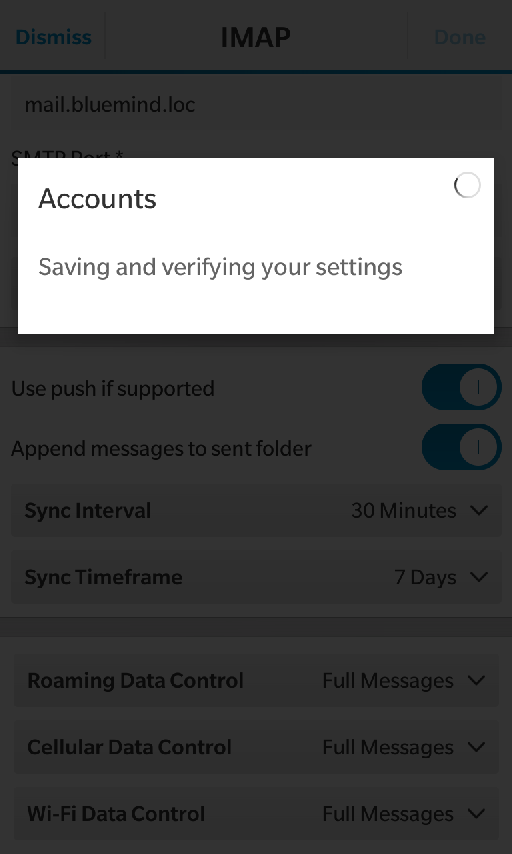 Dismiss IMAP Done
mail.bluemind.loc
SMTP Port *
Accounts
Saving and verifying your settings
Use push if supported
Append messages to sent folder
Sync Interval 30 Minutes
Sync Timeframe 7 Days
Roaming Data Control Full Messages
Cellular Data Control Full Messages
Wi-Fi Data Control Full Messages